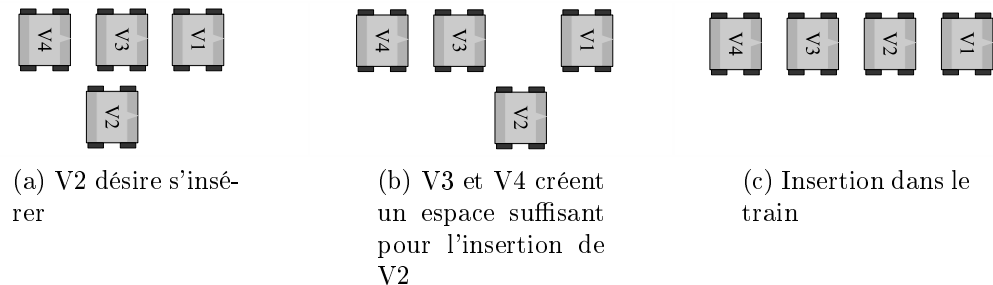 V4 V3 V1
V2
(a) V2 désire s'insé-
rer
V4 V3 V1
V2
(b) V3 et V4 créent
un espace suffisant
pour l'insertion de
V2
V4 V3 V2 V1
(c) Insertion dans le
train